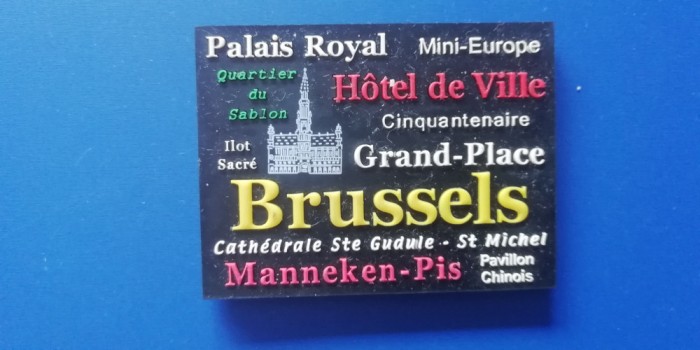 Palais Royal
Mini-Europe
Quartier
du
Sablon
Hôtel de Ville
Cinquantenaire
Ilot
Sacré
Grand-Place
Brussels
Cathédrale Ste Gudule - St Michel
Manneken-Pis
Pavillon
Chinois